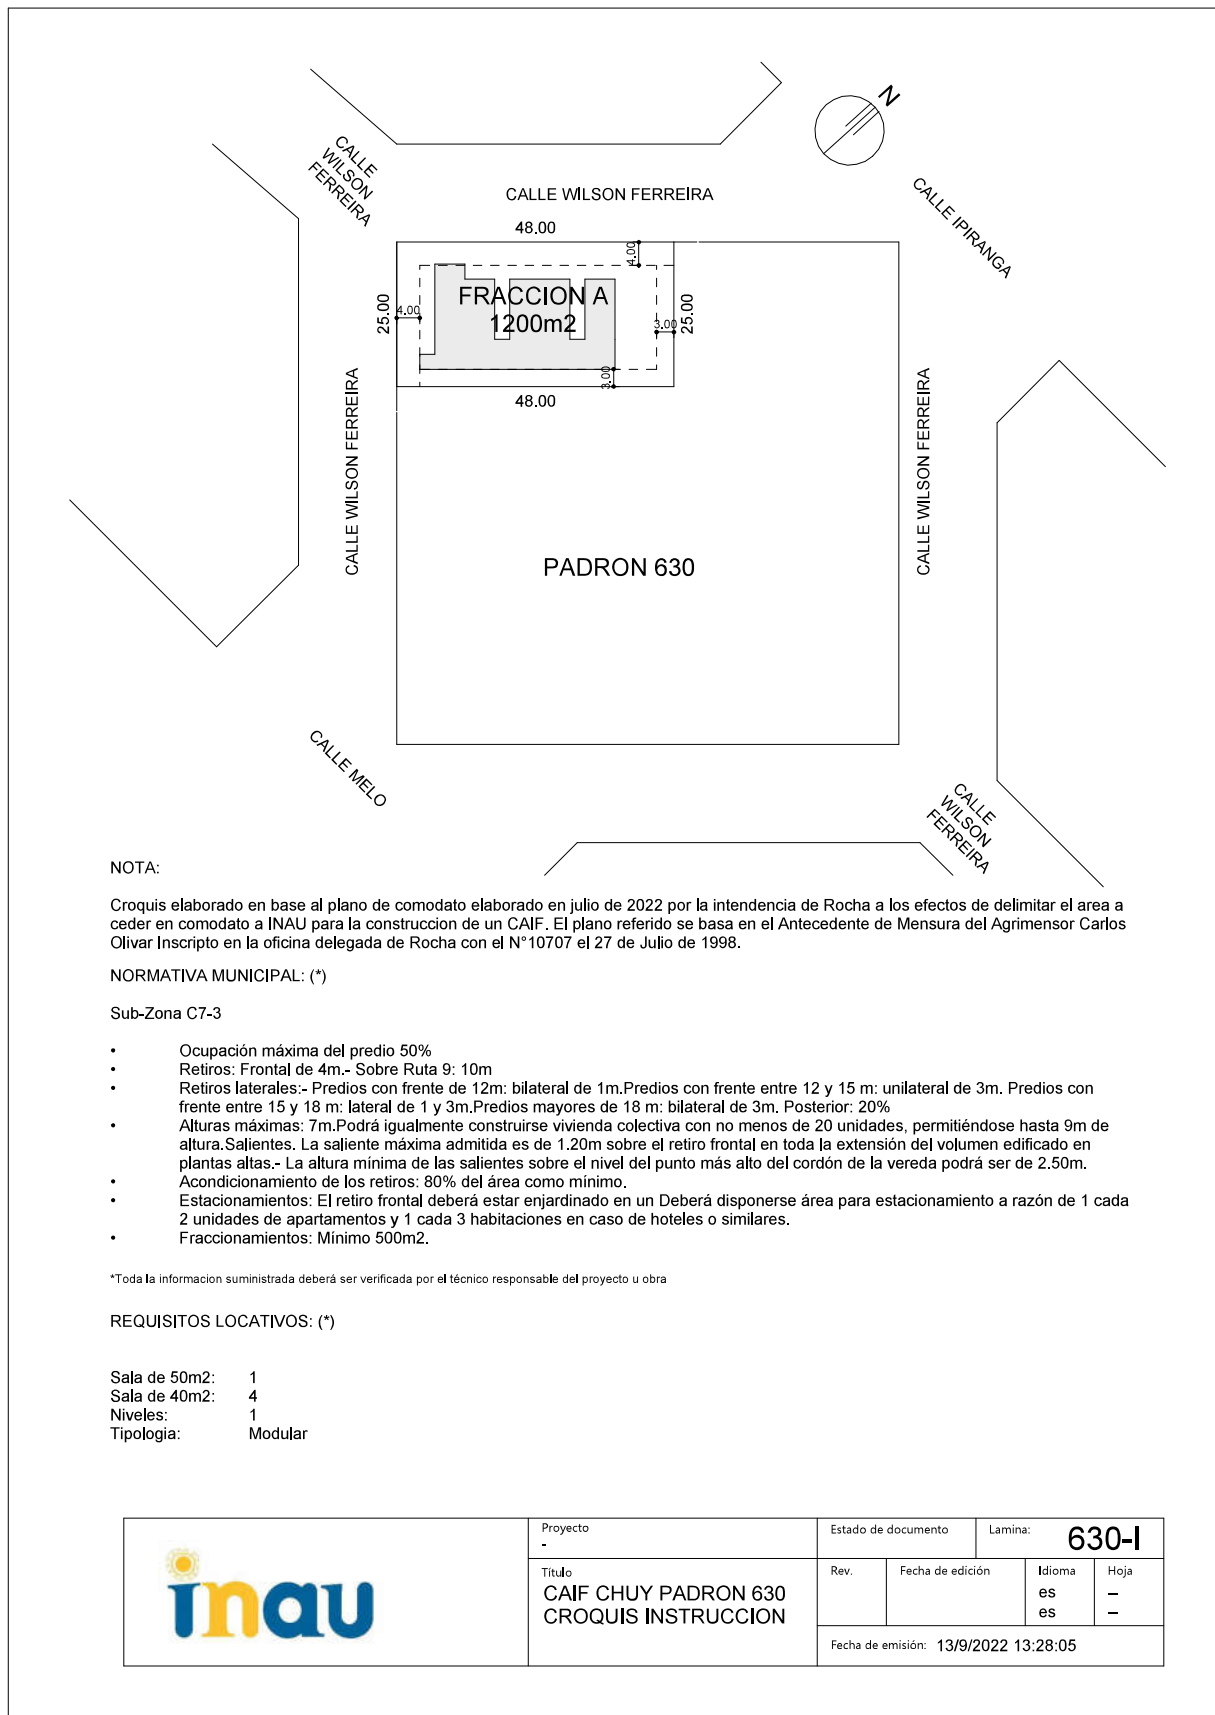 N
CALLE
WILSON
FERREIRA
CALLE WILSON FERREIRA
CALLE IPIRANGA
48.00
4.00
25.00
4.00
FRACCION A
1200m2
3.00
25.00
3.00
48.00
CALLE WILSON FERREIRA
CALLE WILSON FERREIRA
PADRON 630
CALLE MELO
CALLE
WILSON
FERREIRA
NOTA:
Croquis elaborado en base al plano de comodato elaborado en julio de 2022 por la intendencia de Rocha a los efectos de delimitar el area a
ceder en comodato a INAU para la construccion de un CAIF. El plano referido se basa en el Antecedente de Mensura del Agrimensor Carlos
Olivar Inscripto en la oficina delegada de Rocha con el N°10707 el 27 de Julio de 1998.
NORMATIVA MUNICIPAL: (*)
Sub-Zona C7-3
• Ocupación máxima del predio 50%
• Retiros: Frontal de 4m.- Sobre Ruta 9: 10m
• Retiros laterales:- Predios con frente de 12m: bilateral de 1m.Predios con frente entre 12 y 15 m: unilateral de 3m. Predios con
frente entre 15 y 18 m: lateral de 1 y 3m.Predios mayores de 18 m: bilateral de 3m. Posterior: 20%
• Alturas máximas: 7m.Podrá igualmente construirse vivienda colectiva con no menos de 20 unidades, permitiéndose hasta 9m de
altura.Salientes. La saliente máxima admitida es de 1.20m sobre el retiro frontal en toda la extensión del volumen edificado en
plantas altas.- La altura mínima de las salientes sobre el nivel del punto más alto del cordón de la vereda podrá ser de 2.50m.
• Acondicionamiento de los retiros: 80% del área como mínimo.
• Estacionamientos: El retiro frontal deberá estar enjardinado en un Deberá disponerse área para estacionamiento a razón de 1 cada
2 unidades de apartamentos y 1 cada 3 habitaciones en caso de hoteles o similares.
• Fraccionamientos: Mínimo 500m2.
*Toda la informacion suministrada deberá ser verificada por el técnico responsable del proyecto u obra
REQUISITOS LOCATIVOS: (*)
Sala de 50m2: 1
Sala de 40m2: 4
Niveles: 1
Tipologia: Modular
inau
Proyecto
-
Título
CAIF CHUY PADRON 630
CROQUIS INSTRUCCION
Estado de documento
Lamina: 630-I
Rev.
Fecha de edición
Idioma
es
es
Hoja
–
–
Fecha de emisión: 13/9/2022 13:28:05